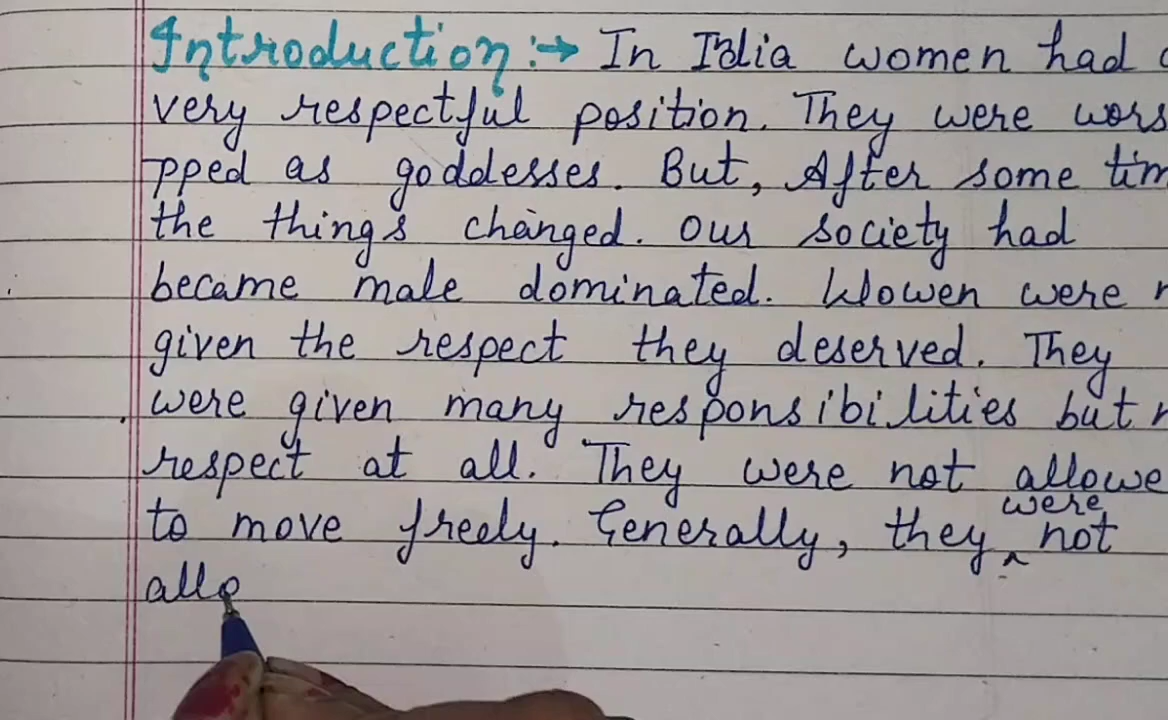 Introduction :→ In Idia women had a
very respectful position. They were wors
pped as goddesses. But, After some tim
the things changed. Our society had
became male dominated. Wowen were n
given the respect they deserved. They
were given many responsibilities but n
respect at all. They were not allowe
to move freely. Generally, they ^were not
allo